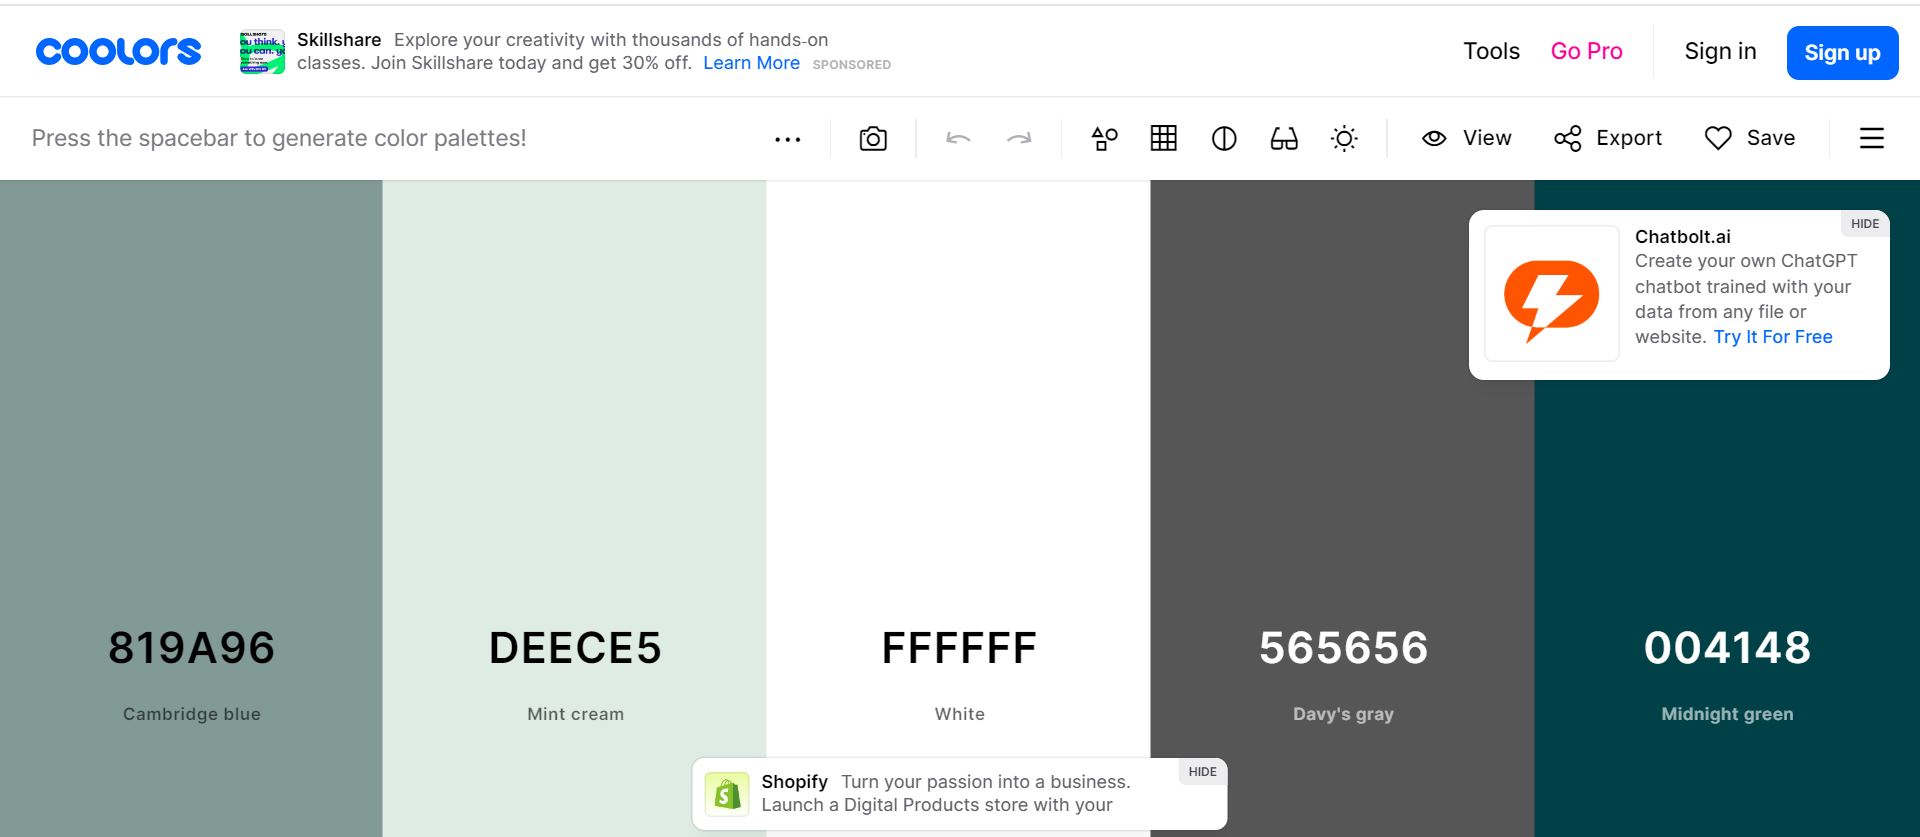 coolors
Skillshare Explore your creativity with thousands of hands-on
classes. Join Skillshare today and get 30% off. Learn More SPONSORED
Tools Go Pro Sign in Sign up
Press the spacebar to generate color palettes!
View Export Save
HIDE
Chatbolt.ai
Create your own ChatGPT
chatbot trained with your
data from any file or
website. Try It For Free
819A96 DEECE5 FFFFFF 565656 004148
Cambridge blue Mint cream White Davy's gray Midnight green
HIDE
Shopify Turn your passion into a business.
Launch a Digital Products store with your